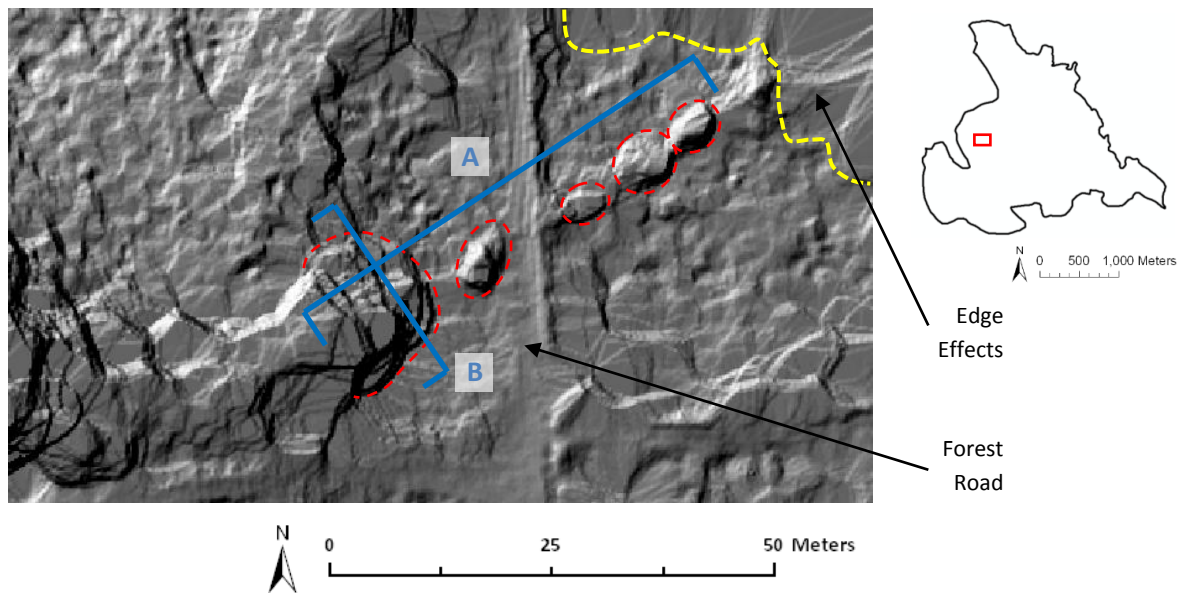 A
B
N
0 500 1,000 Meters
Edge
Effects
Forest
Road
N
0 25 50 Meters